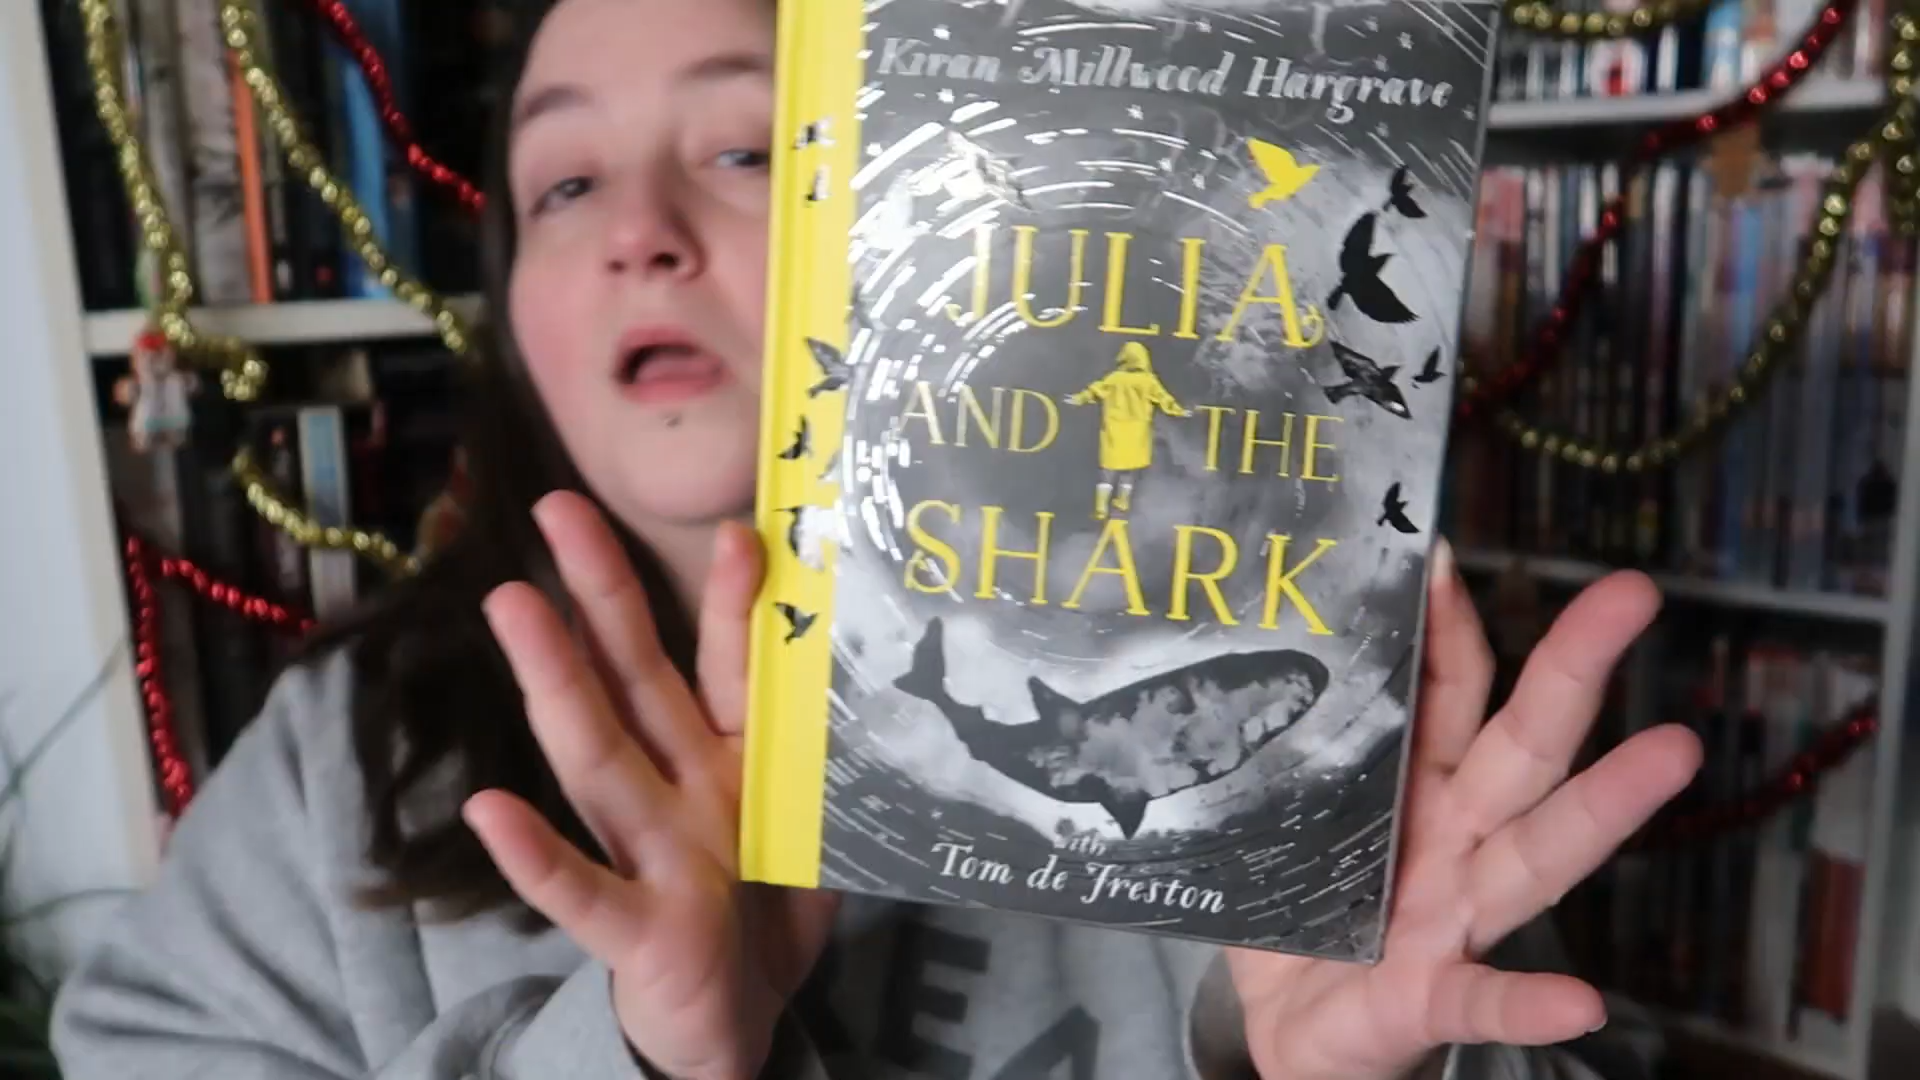 Kiran Millwood Hargrave
JULIA
AND THE
SHARK
with
Tom de Freston